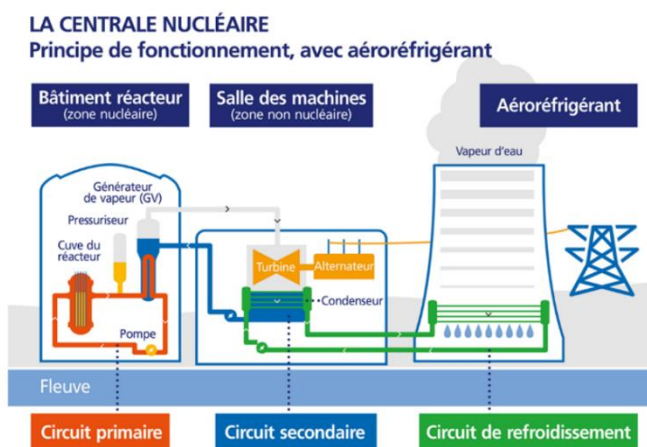 LA CENTRALE NUCLÉAIRE
Principe de fonctionnement, avec aéroréfrigérant
Bâtiment réacteur
(zone nucléaire)
Salle des machines
(zone non nucléaire)
Aéroréfrigérant
Vapeur d'eau
Générateur
de vapeur (GV)
Pressuriseur
Cuve du
réacteur
Turbine
Alternateur
Condenseur
Pompe
Fleuve
Circuit primaire
Circuit secondaire
Circuit de refroidissement